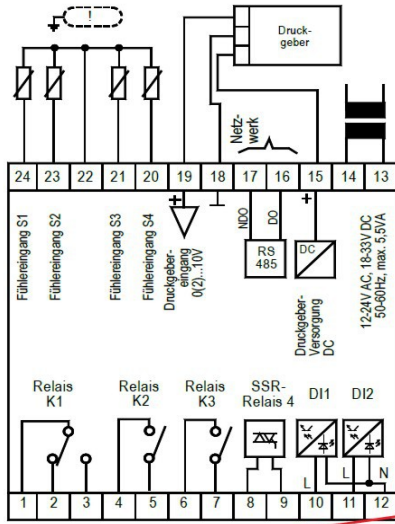 !
Druck-
geber
Netz-
werk
24 23 22 21 20 19 18 17 16 15 14 13
Fühlereingang S1
Fühlereingang S2
Fühlereingang S3
Fühlereingang S4
+
Druckgeber-
eingang
0(2)...10V
NDO
DO
RS
485
+
DC
Druckgeber-
Versorgung
DC
12-24V AC, 18-33V DC
50-60Hz, max. 5,5VA
Relais
K1
Relais
K2
Relais
K3
SSR-
Relais 4
DI1
DI2
L
L
N
1 2 3 4 5 6 7 8 9 10 11 12